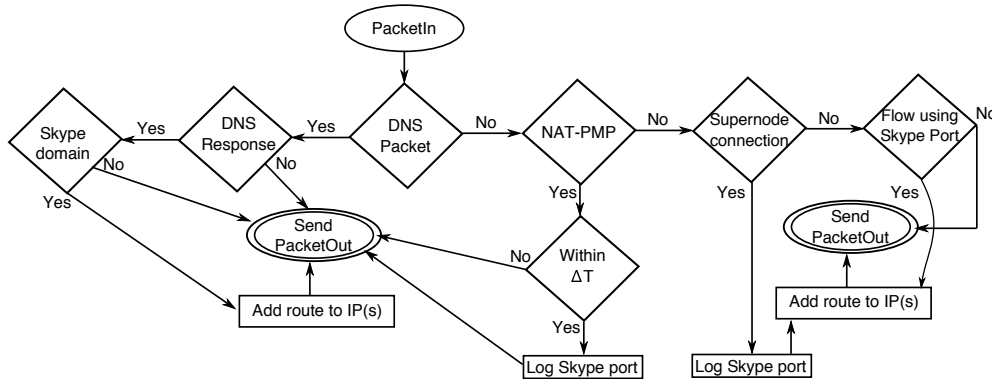 PacketIn
Skype
domain
Yes
DNS
Response
Yes
DNS
Packet
No
NAT-PMP
No
Supernode
connection
No
Flow using
Skype Port
No
No
No
Yes
Yes
Yes
Yes
Send
PacketOut
No
Within
ΔT
Send
PacketOut
Add route to IP(s)
Yes
Add route to IP(s)
Log Skype port
Log Skype port